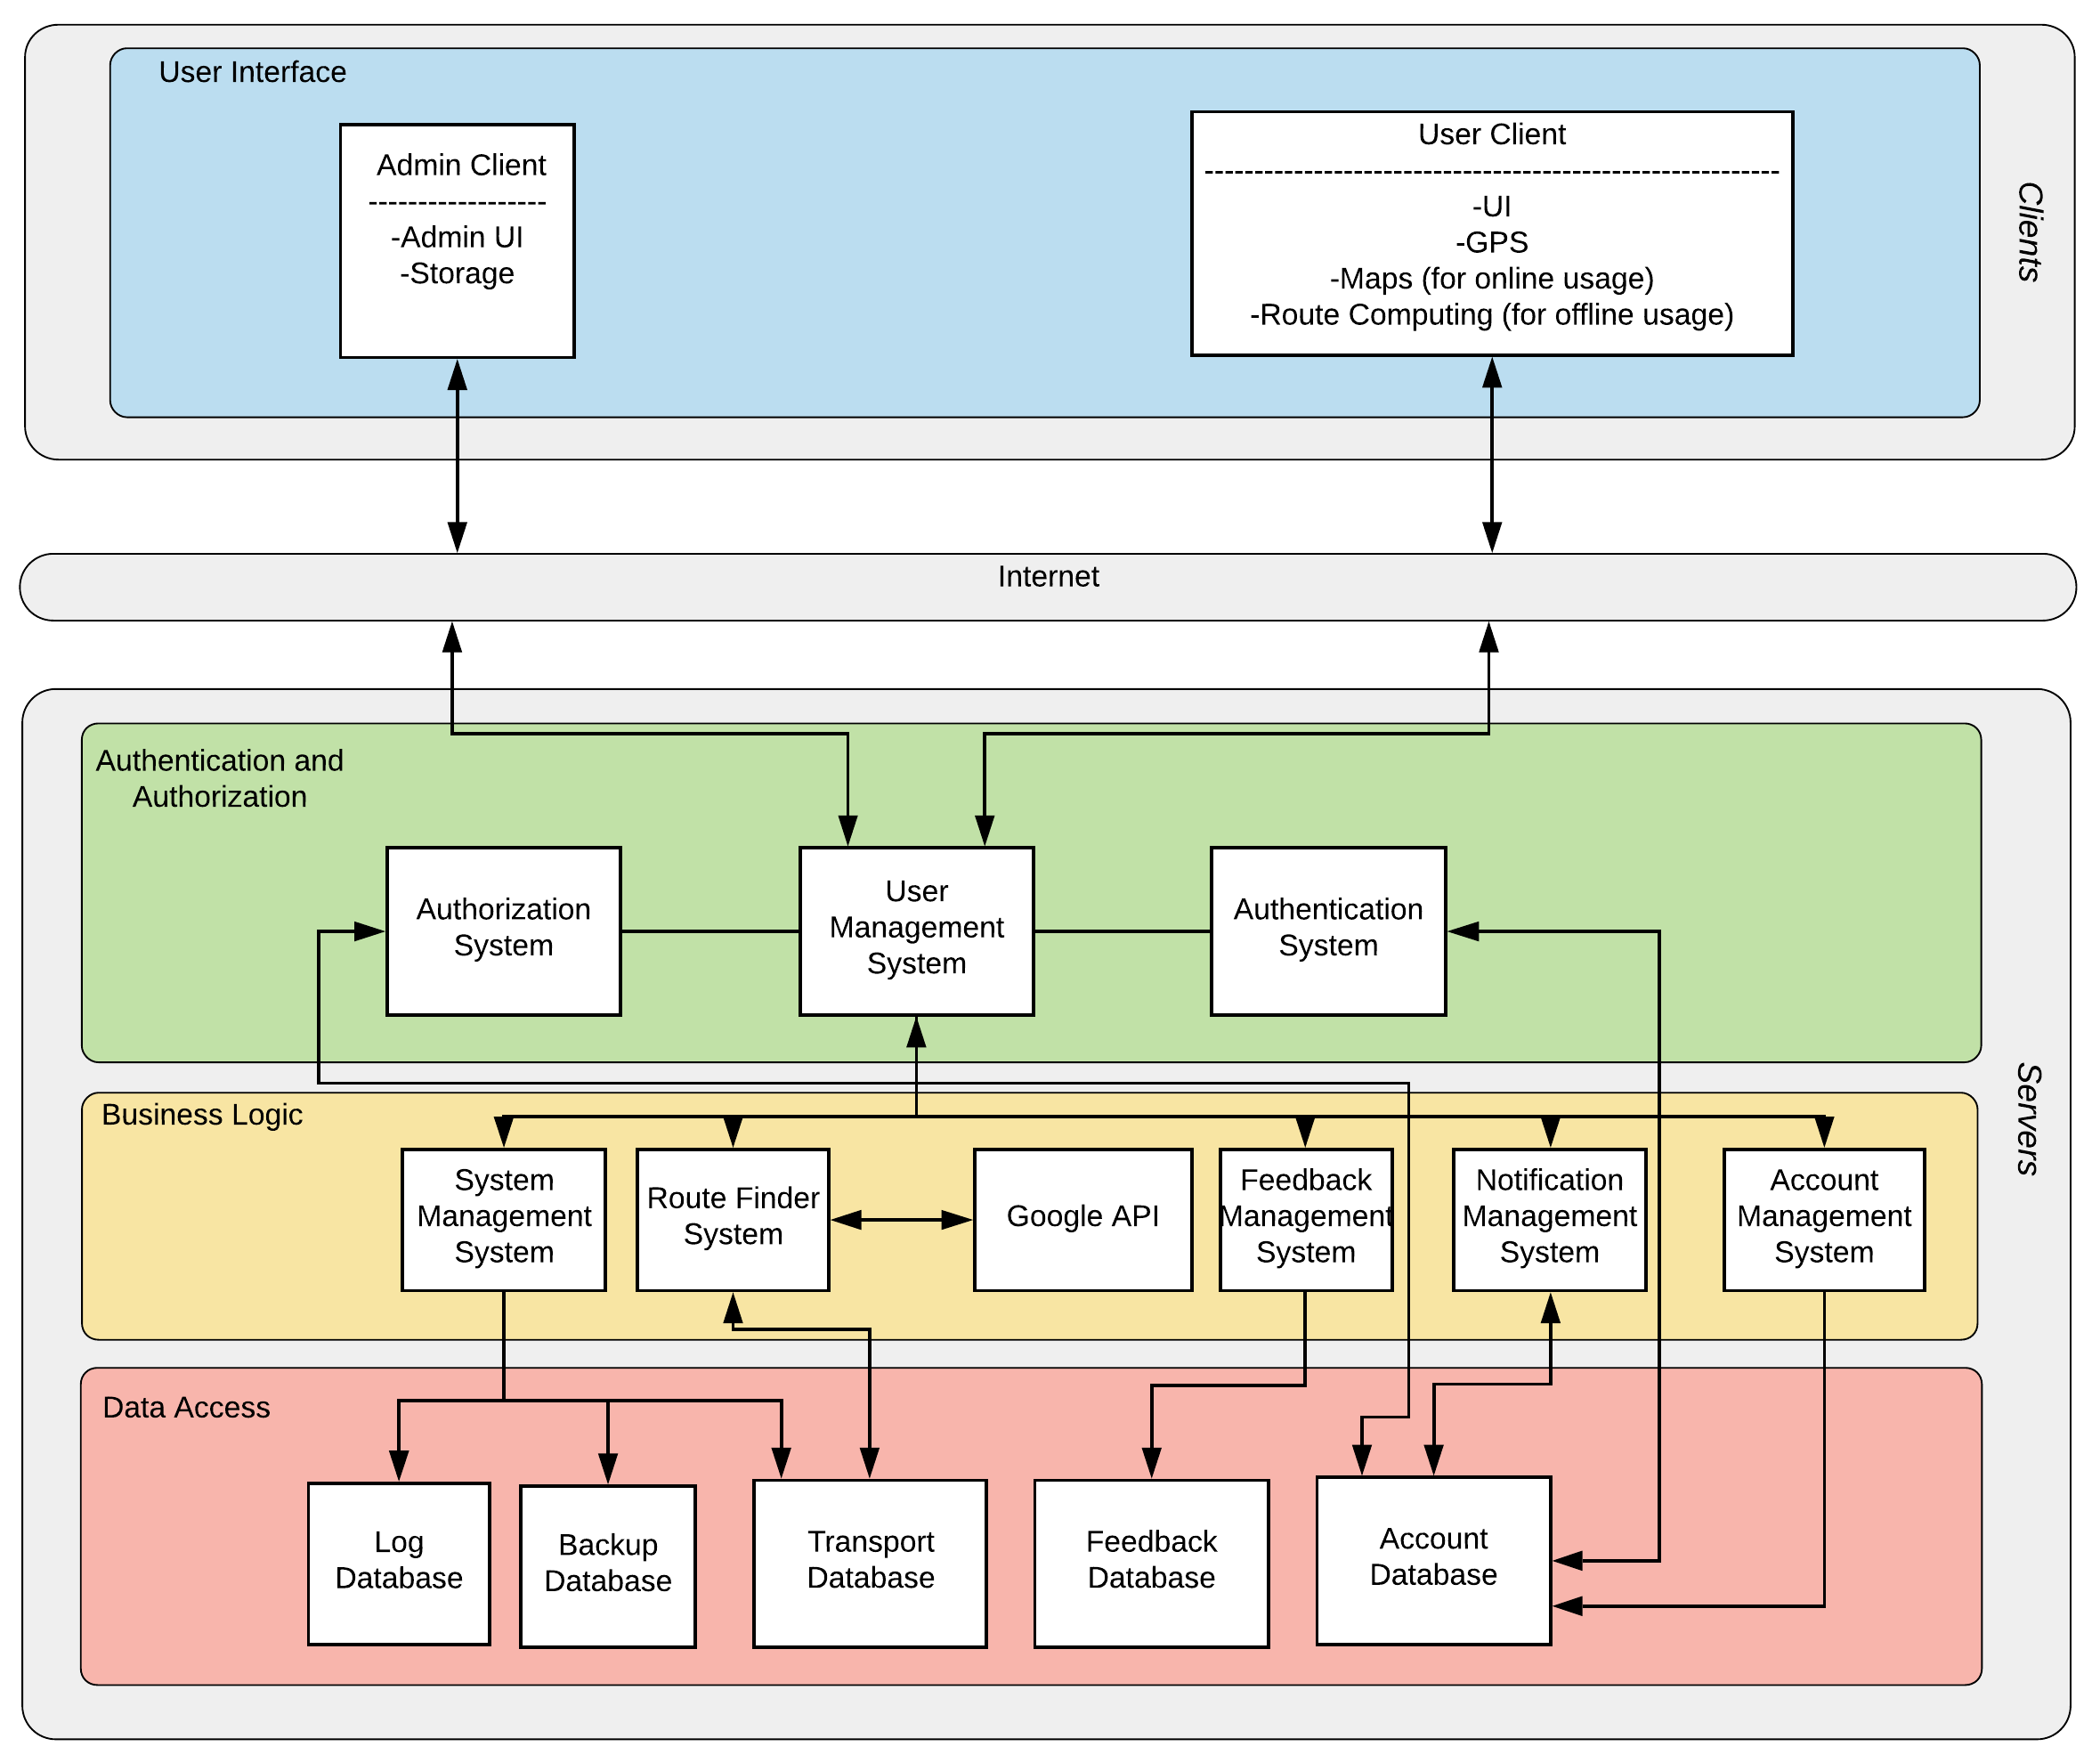 User Interface
Admin Client
------------------
-Admin UI
-Storage
User Client
----------------------------------------------------------
-UI
-GPS
-Maps (for online usage)
-Route Computing (for offline usage)
Clients
Internet
Authentication and
Authorization
Authorization
System
User
Management
System
Authentication
System
Servers
Business Logic
System
Management
System
Route Finder
System
Google API
Feedback
Management
System
Notification
Management
System
Account
Management
System
Data Access
Log
Database
Backup
Database
Transport
Database
Feedback
Database
Account
Database